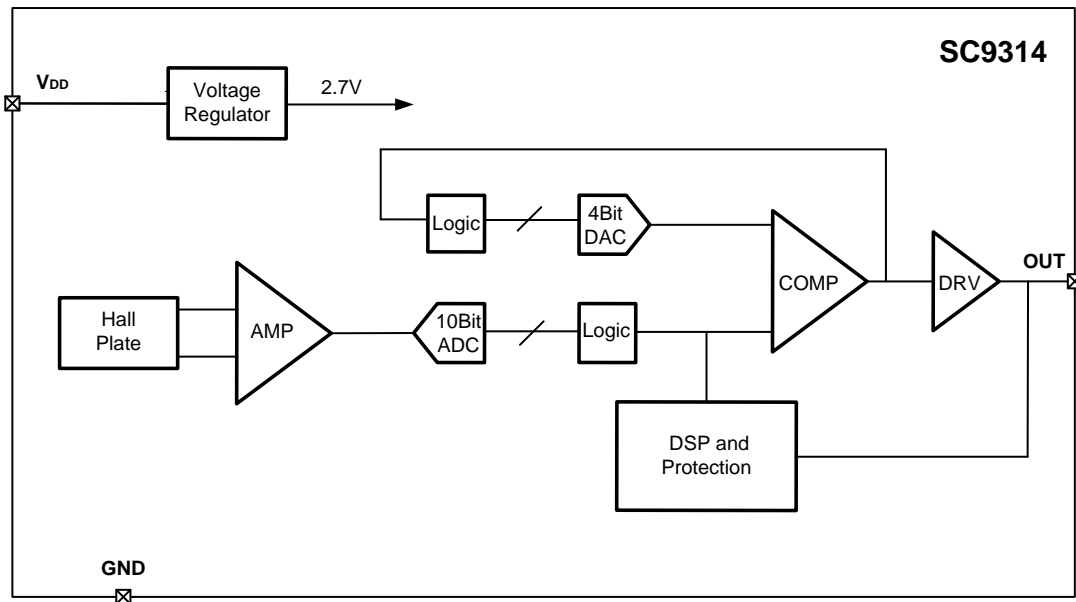 SC9314
VDD
Voltage
Regulator
2.7V
Logic
4Bit
DAC
COMP
DRV
OUT
Hall
Plate
AMP
10Bit
ADC
Logic
DSP and
Protection
GND